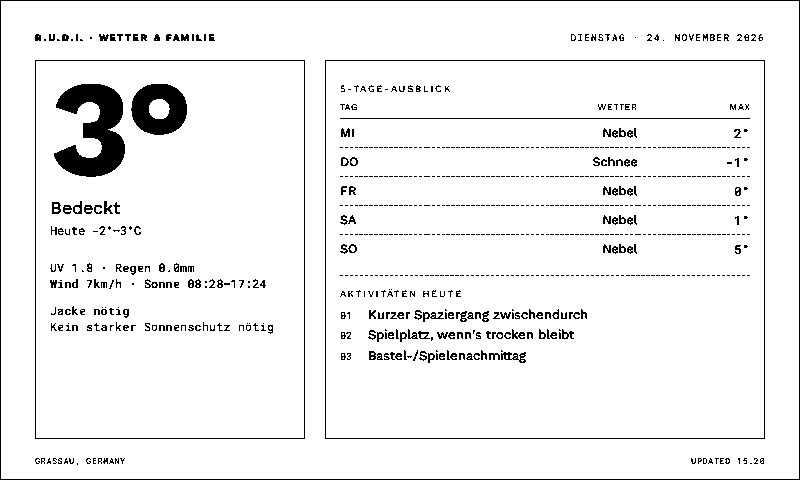 R.U.D.I. · WETTER & FAMILIE
DIENSTAG · 24. NOVEMBER 2026
3°
Bedeckt
Heute -2°–3°C
UV 1.8 · Regen 0.0mm
Wind 7km/h · Sonne 08:28–17:24
Jacke nötig
Kein starker Sonnenschutz nötig
5-TAGE-AUSBLICK
TAG WETTER MAX
MI Nebel 2°
DO Schnee -1°
FR Nebel 0°
SA Nebel 1°
SO Nebel 5°
AKTIVITÄTEN HEUTE
01 Kurzer Spaziergang zwischendurch
02 Spielplatz, wenn's trocken bleibt
03 Bastel-/Spielenachmittag
GRASSAU, GERMANY
UPDATED 15.20